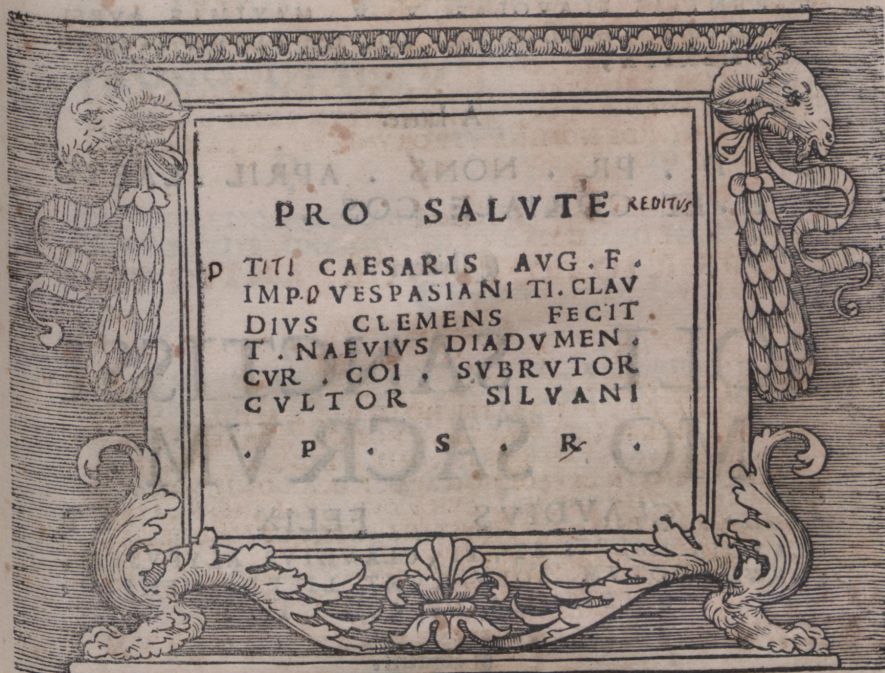 PRO SALVTE REDITVS
D TITI CAESARIS AVG . F .
IMP. D VESPASIANI TI. CLAV
DIVS CLEMENS FECIT
T . NAEVIVS DIADVMEN .
CVR . COI . SVBRVTOR
CVLTOR SILVANI
. P . S . R .